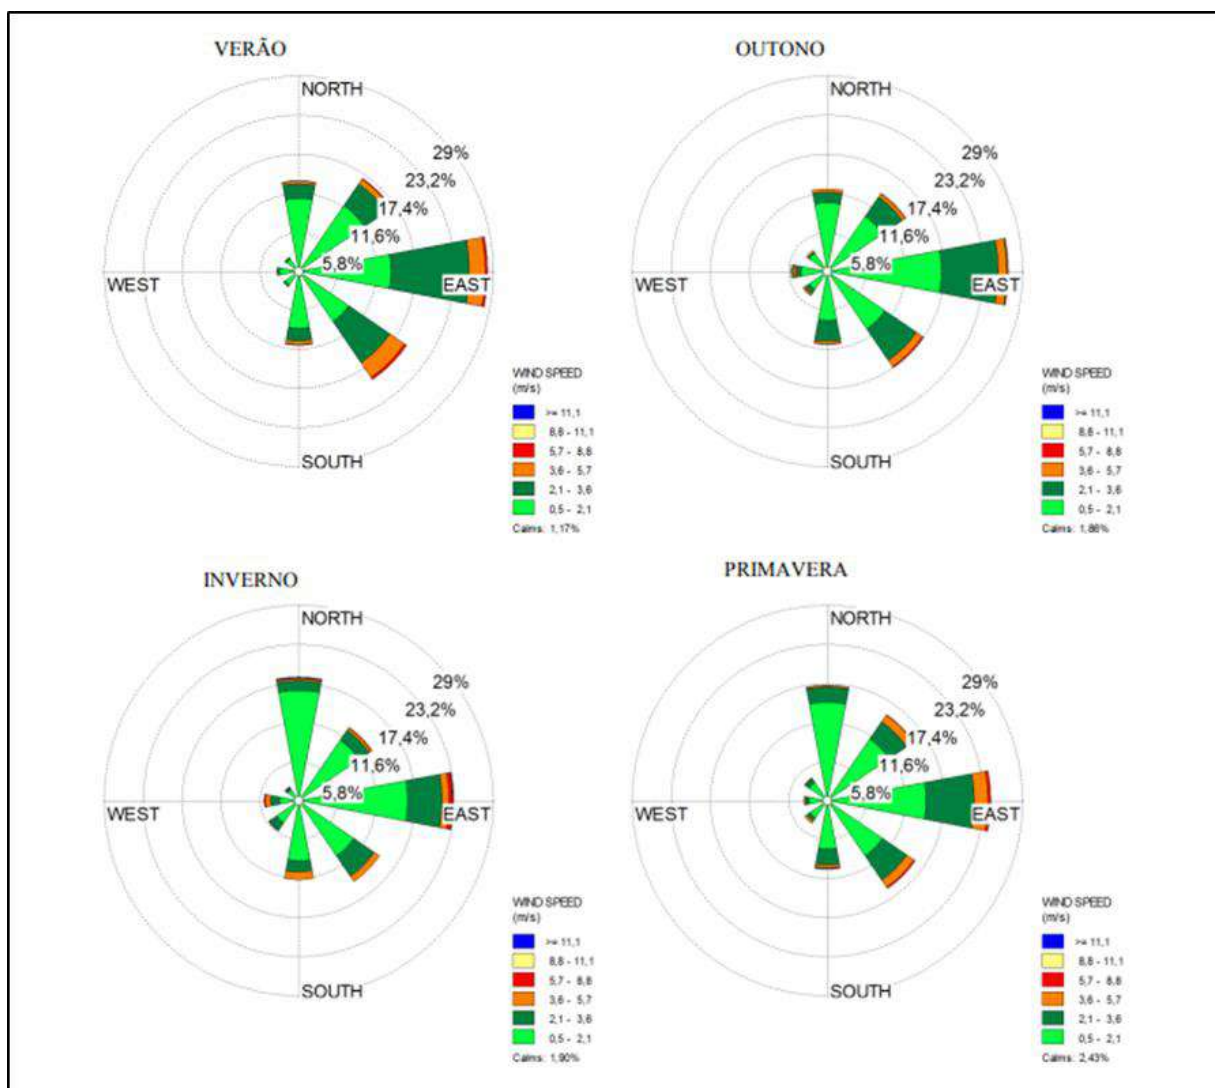 VERÃO
NORTH
29%
23,2%
17,4%
11,6%
5,8%
WEST
EAST
SOUTH
WIND SPEED
(m/s)
>= 11,1
8,8 - 11,1
5,7 - 8,8
3,6 - 5,7
2,1 - 3,6
0,5 - 2,1
Calms: 1,17%
OUTONO
NORTH
29%
23,2%
17,4%
11,6%
5,8%
WEST
EAST
SOUTH
WIND SPEED
(m/s)
>= 11,1
8,8 - 11,1
5,7 - 8,8
3,6 - 5,7
2,1 - 3,6
0,5 - 2,1
Calms: 1,86%
INVERNO
NORTH
29%
23,2%
17,4%
11,6%
5,8%
WEST
EAST
SOUTH
WIND SPEED
(m/s)
>= 11,1
8,8 - 11,1
5,7 - 8,8
3,6 - 5,7
2,1 - 3,6
0,5 - 2,1
Calms: 1,90%
PRIMAVERA
NORTH
29%
23,2%
17,4%
11,6%
5,8%
WEST
EAST
SOUTH
WIND SPEED
(m/s)
>= 11,1
8,8 - 11,1
5,7 - 8,8
3,6 - 5,7
2,1 - 3,6
0,5 - 2,1
Calms: 2,43%